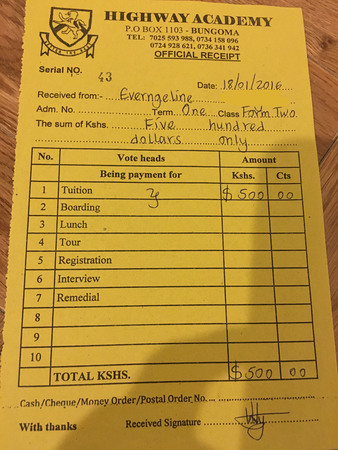 HIGHWAY ACADEMY
P.O BOX 1103 - BUNGOMA
TEL: 7025 593 988, 0734 158 096
0724 928 621, 0736 341 942
OFFICIAL RECEIPT
Serial NO. 43
Date: 18/01/2016
Received from:- Everngeline
Adm. No. Term One Class Form Two
The sum of Kshs. Five hundred
dollars only
No. Vote heads Amount
Being payment for Kshs. Cts
1 Tuition $500 00
2 Boarding
3 Lunch
4 Tour
5 Registration
6 Interview
7 Remedial
8
9
10
TOTAL KSHS. $500 00
Cash/Cheque/Money Order/Postal Order No.
With thanks Received Signature